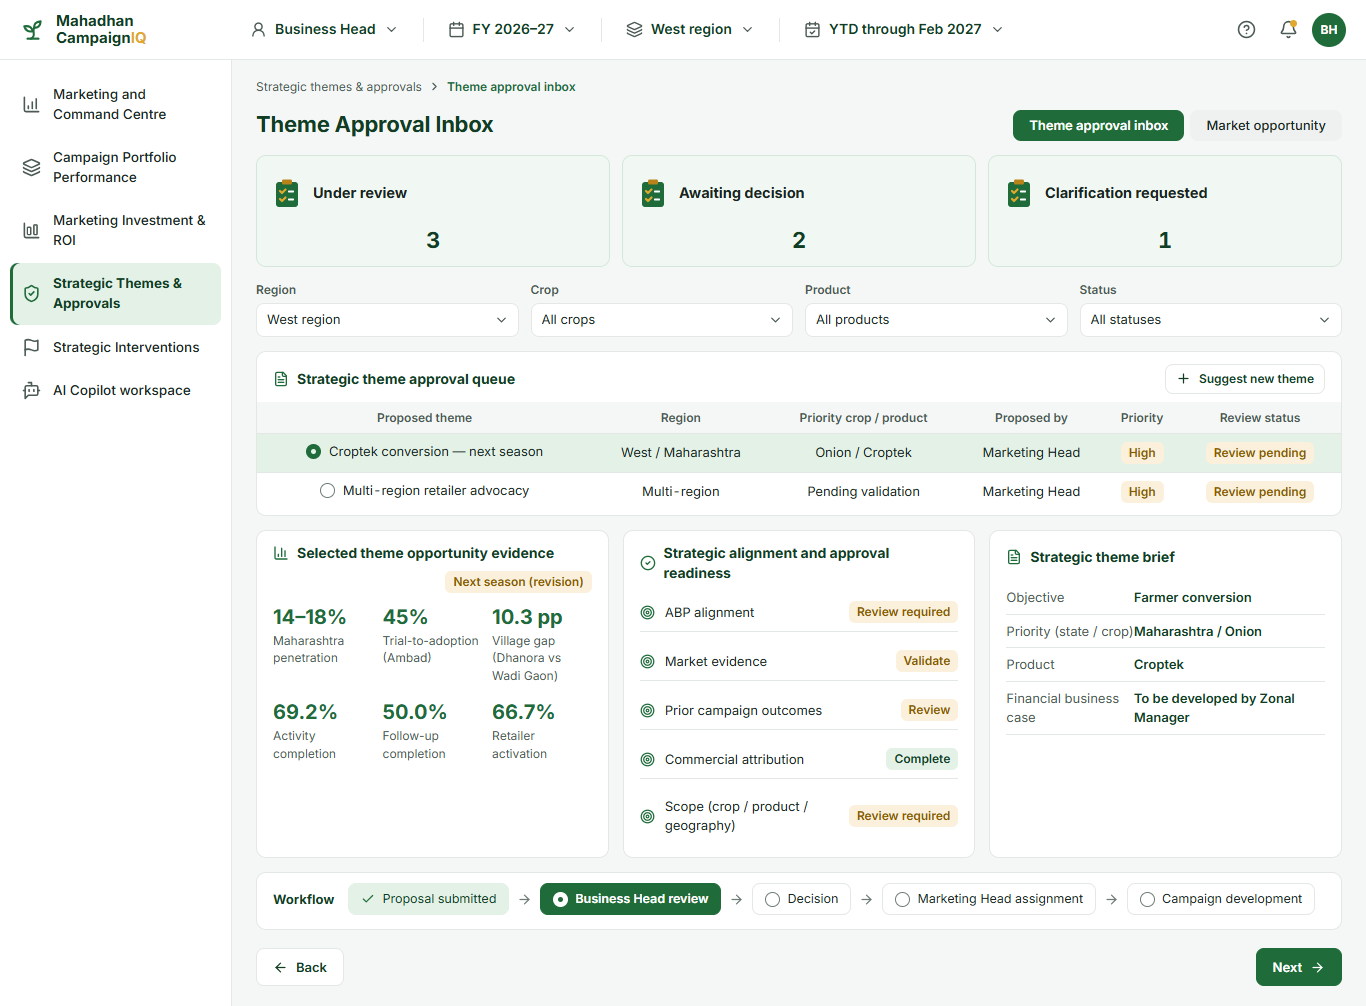 Mahadhan
CampaignIQ
Business Head
FY 2026–27
West region
YTD through Feb 2027
BH
Marketing and
Command Centre
Campaign Portfolio
Performance
Marketing Investment &
ROI
Strategic Themes &
Approvals
Strategic Interventions
AI Copilot workspace
Strategic themes & approvals > Theme approval inbox
Theme Approval Inbox
Theme approval inbox
Market opportunity
Under review
3
Awaiting decision
2
Clarification requested
1
Region
West region
Crop
All crops
Product
All products
Status
All statuses
Strategic theme approval queue
+ Suggest new theme
Proposed theme Region Priority crop / product Proposed by Priority Review status
Croptek conversion — next season West / Maharashtra Onion / Croptek Marketing Head High Review pending
Multi-region retailer advocacy Multi-region Pending validation Marketing Head High Review pending
Selected theme opportunity evidence
Next season (revision)
14–18%
Maharashtra
penetration
45%
Trial-to-adoption
(Ambad)
10.3 pp
Village gap
(Dhanora vs
Wadi Gaon)
69.2%
Activity
completion
50.0%
Follow-up
completion
66.7%
Retailer
activation
Strategic alignment and approval
readiness
ABP alignment Review required
Market evidence Validate
Prior campaign outcomes Review
Commercial attribution Complete
Scope (crop / product /
geography) Review required
Strategic theme brief
Objective Farmer conversion
Priority (state / crop) Maharashtra / Onion
Product Croptek
Financial business
case
To be developed by Zonal
Manager
Workflow Proposal submitted → Business Head review → Decision → Marketing Head assignment → Campaign development
← Back
Next →